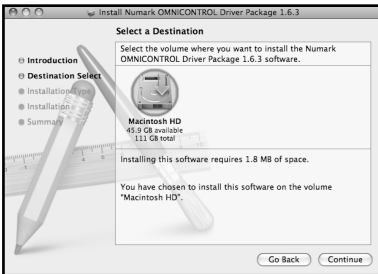 Install Numark OMNICONTROL Driver Package 1.6.3
Select a Destination
Select the volume where you want to install the Numark
OMNICONTROL Driver Package 1.6.3 software.
Introduction
Destination Select
Installation Type
Installation
Summary
Macintosh HD
45.9 GB available
111 GB total
Installing this software requires 1.8 MB of space.
You have chosen to install this software on the volume
"Macintosh HD".
Go Back
Continue